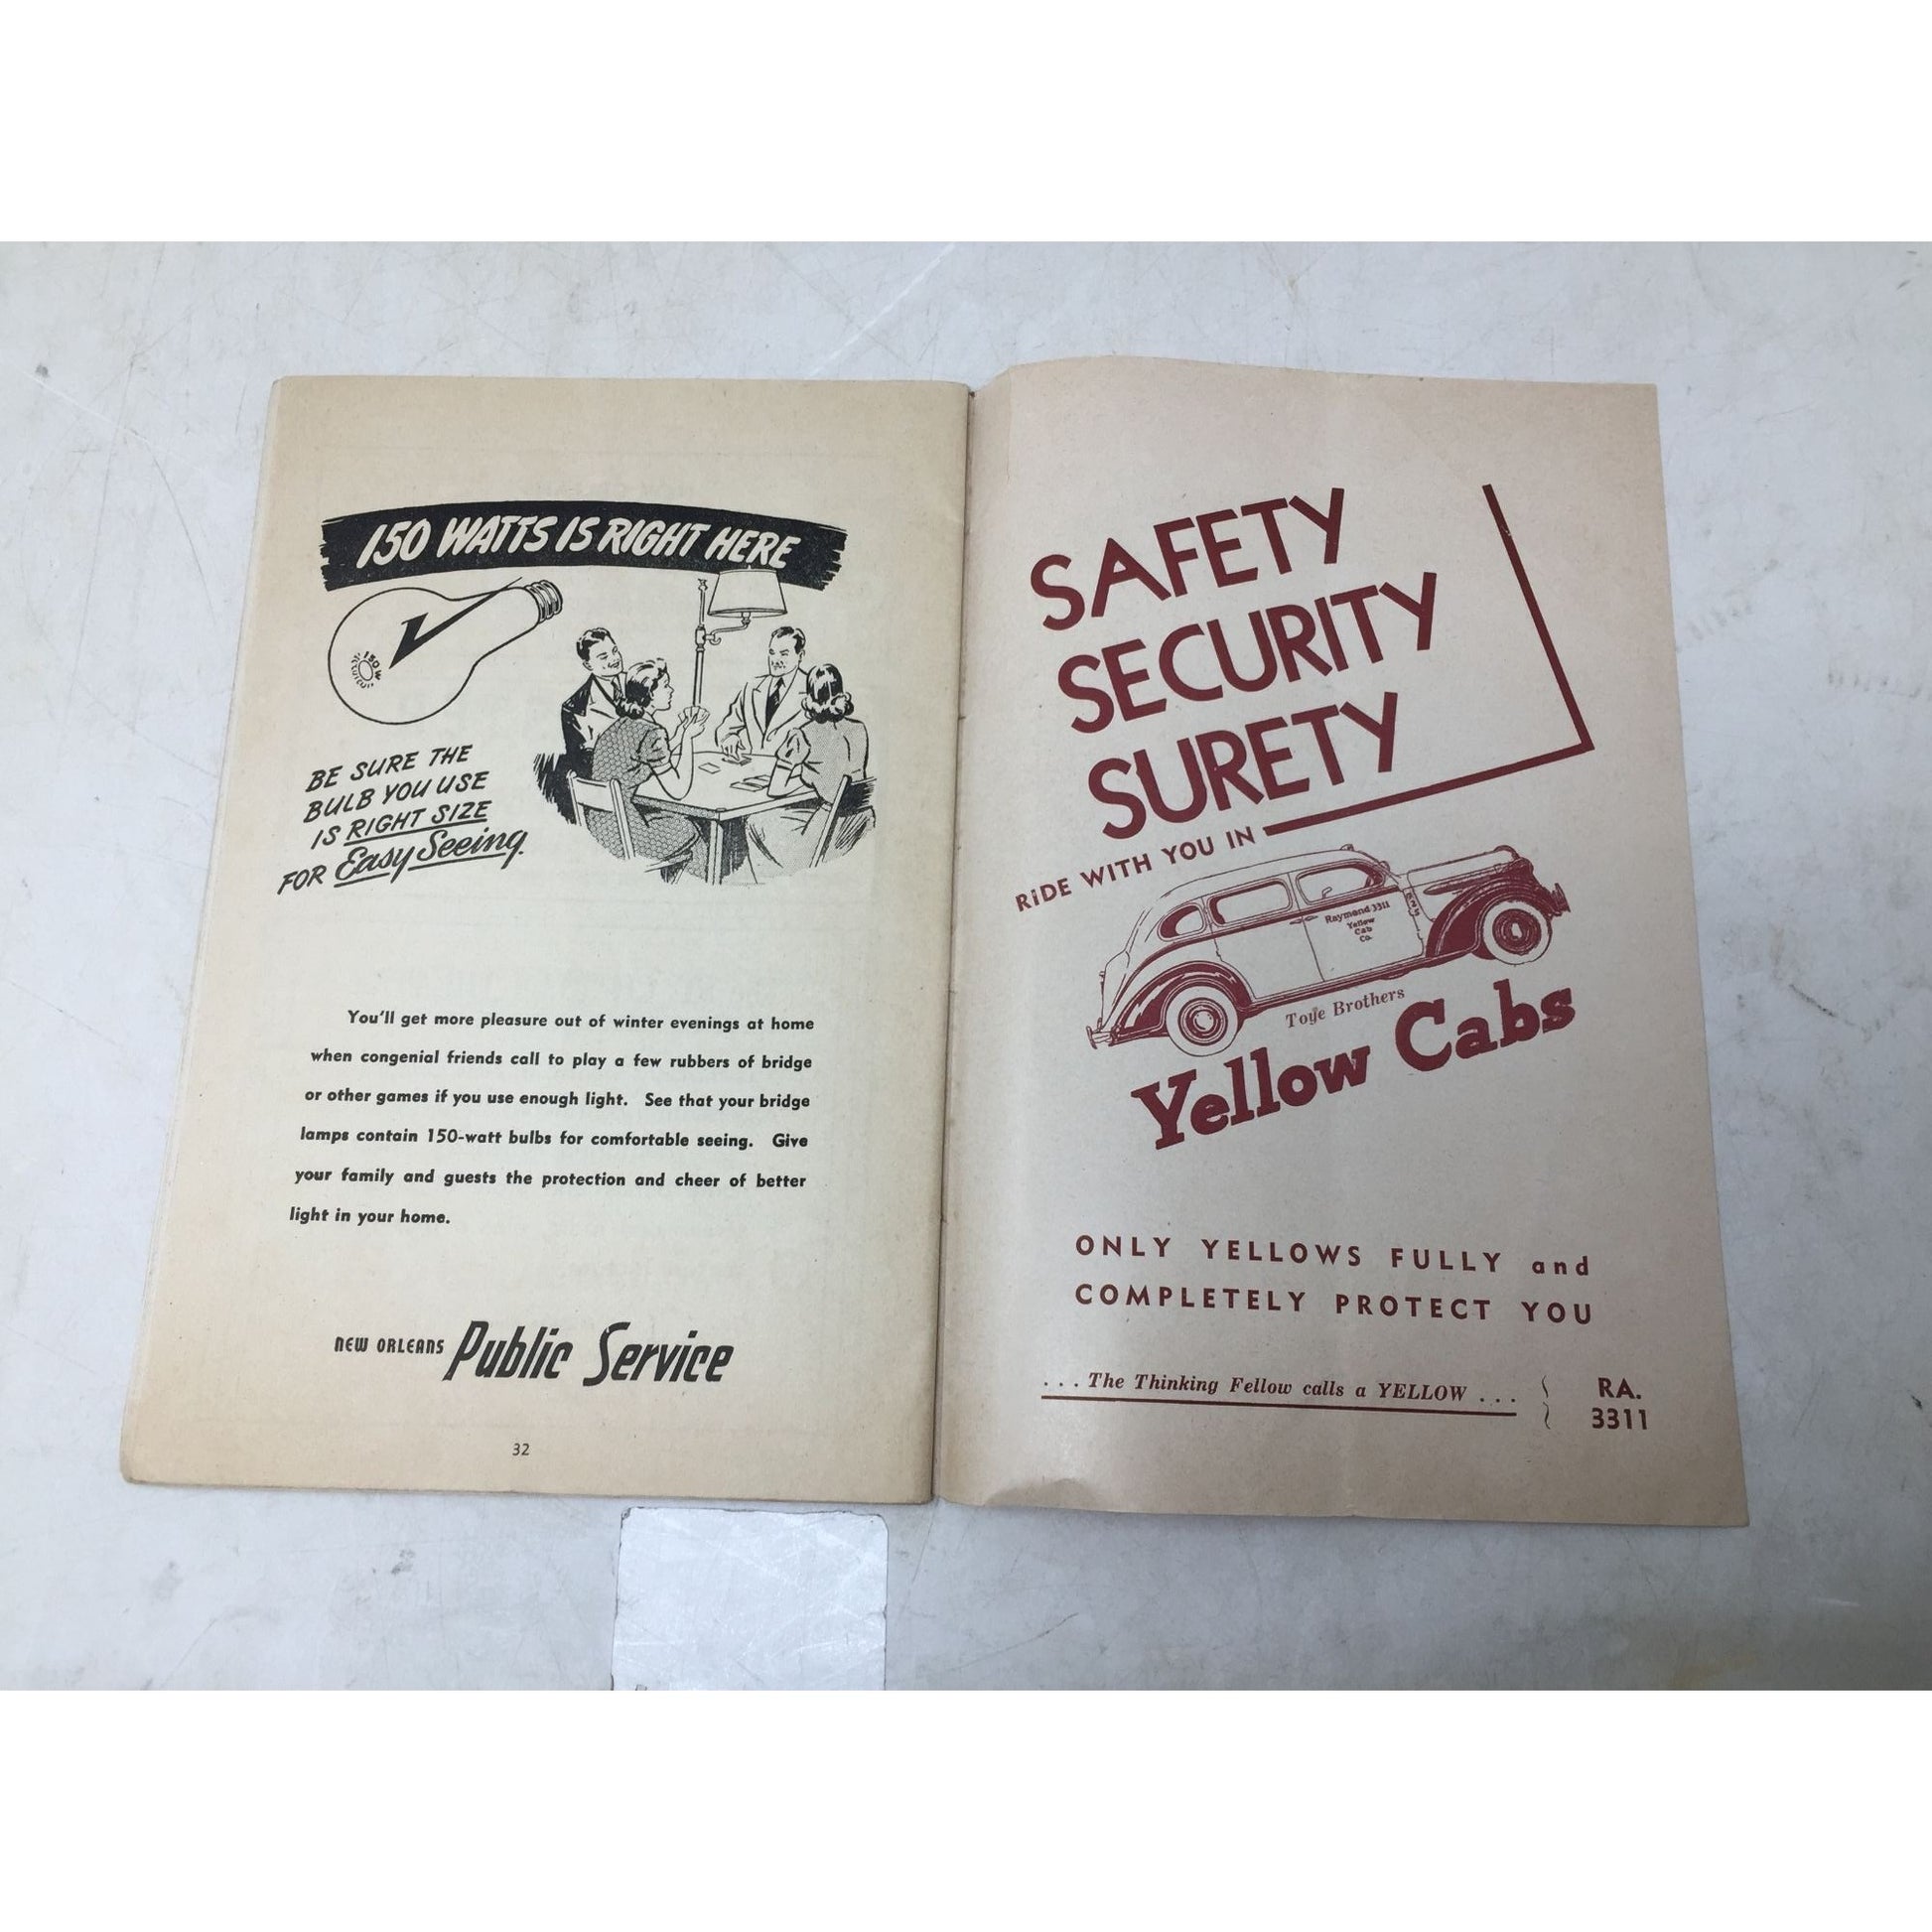 150 WATTS IS RIGHT HERE
150 W
BE SURE THE
BULB YOU USE
IS RIGHT SIZE
FOR Easy Seeing.
You'll get more pleasure out of winter evenings at home
when congenial friends call to play a few rubbers of bridge
or other games if you use enough light. See that your bridge
lamps contain 150-watt bulbs for comfortable seeing. Give
your family and guests the protection and cheer of better
light in your home.
NEW ORLEANS Public Service
32
SAFETY
SECURITY
SURETY
RiDE WITH YOU IN
Raymond 3311
Yellow
Cab
Co.
Toye Brothers
Yellow Cabs
ONLY YELLOWS FULLY and
COMPLETELY PROTECT YOU
. . . The Thinking Fellow calls a YELLOW . . .
RA.
3311